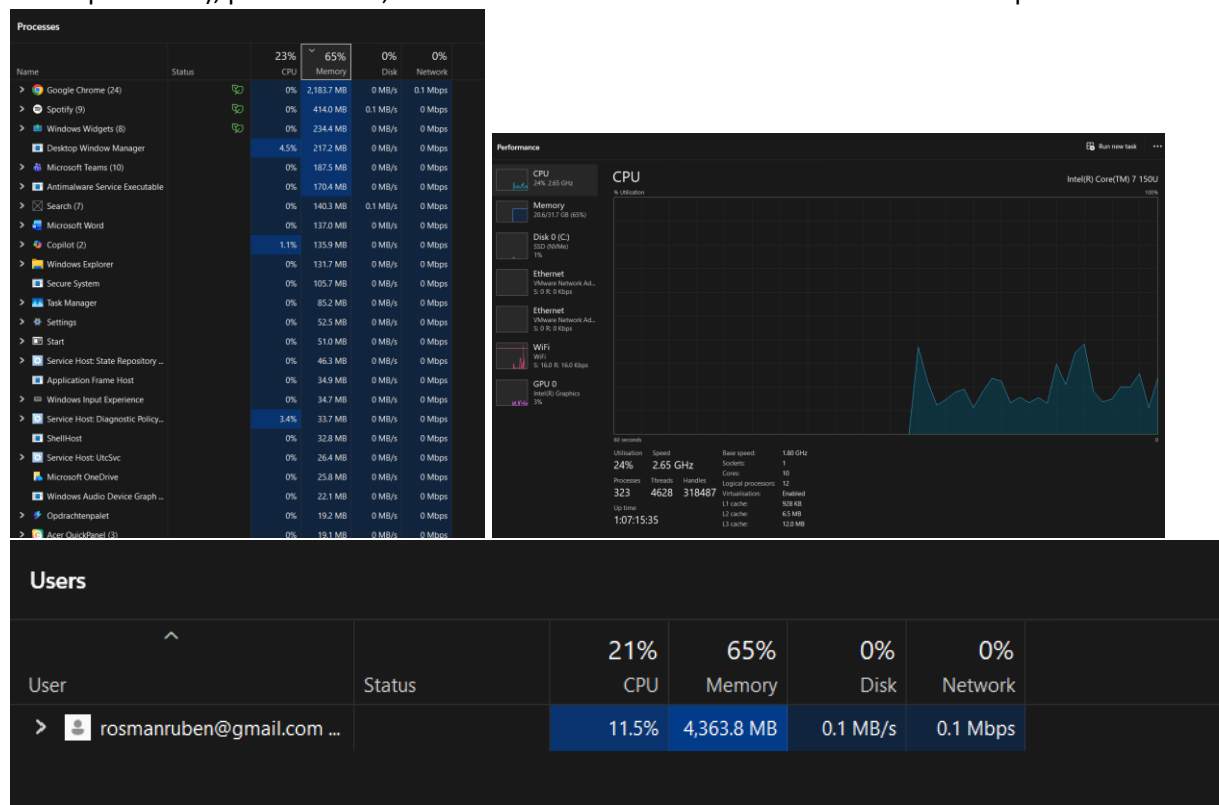 Processes
23% 65% 0% 0%
Name Status CPU Memory Disk Network
Google Chrome (24) 0% 2,183.7 MB 0 MB/s 0.1 Mbps
Spotify (9) 0% 414.0 MB 0.1 MB/s 0 Mbps
Windows Widgets (8) 0% 234.4 MB 0 MB/s 0 Mbps
Desktop Window Manager 4.5% 217.2 MB 0 MB/s 0 Mbps
Microsoft Teams (10) 0% 187.5 MB 0 MB/s 0 Mbps
Antimalware Service Executable 0% 170.4 MB 0 MB/s 0 Mbps
Search (7) 0% 140.3 MB 0.1 MB/s 0 Mbps
Microsoft Word 0% 137.0 MB 0 MB/s 0 Mbps
Copilot (2) 1.1% 135.9 MB 0 MB/s 0 Mbps
Windows Explorer 0% 131.7 MB 0 MB/s 0 Mbps
Secure System 0% 105.7 MB 0 MB/s 0 Mbps
Task Manager 0% 85.2 MB 0 MB/s 0 Mbps
Settings 0% 52.5 MB 0 MB/s 0 Mbps
Start 0% 51.0 MB 0 MB/s 0 Mbps
Service Host: State Repository ... 0% 46.3 MB 0 MB/s 0 Mbps
Application Frame Host 0% 34.9 MB 0 MB/s 0 Mbps
Windows Input Experience 0% 34.7 MB 0 MB/s 0 Mbps
Service Host: Diagnostic Policy... 3.4% 33.7 MB 0 MB/s 0 Mbps
ShellHost 0% 32.8 MB 0 MB/s 0 Mbps
Service Host: UtcSvc 0% 26.4 MB 0 MB/s 0 Mbps
Microsoft OneDrive 0% 25.8 MB 0 MB/s 0 Mbps
Windows Audio Device Graph ... 0% 22.1 MB 0 MB/s 0 Mbps
Opdrachtenpalet 0% 19.2 MB 0 MB/s 0 Mbps
Acer QuickPanel (3) 0% 19.1 MB 0 MB/s 0 Mbps
Performance
Run new task ...
CPU
24% 2.65 GHz
Memory
20.6/31.7 GB (65%)
Disk 0 (C:)
SSD (NVMe)
1%
Ethernet
VMware Network Ad...
S: 0 R: 0 Kbps
Ethernet
VMware Network Ad...
S: 0 R: 0 Kbps
WiFi
WiFi
S: 16.0 R: 16.0 Kbps
GPU 0
Intel(R) Graphics
3%
CPU Intel(R) Core(TM) 7 150U
% Utilisation 100%
60 seconds 0
Utilisation Speed Base speed: 1.80 GHz
24% 2.65 GHz Sockets: 1
Cores: 10
Processes Threads Handles Logical processors: 12
323 4628 318487 Virtualisation: Enabled
L1 cache: 928 KB
Up time L2 cache: 6.5 MB
1:07:15:35 L3 cache: 12.0 MB
Users
21% 65% 0% 0%
User Status CPU Memory Disk Network
rosmanruben@gmail.com ... 11.5% 4,363.8 MB 0.1 MB/s 0.1 Mbps